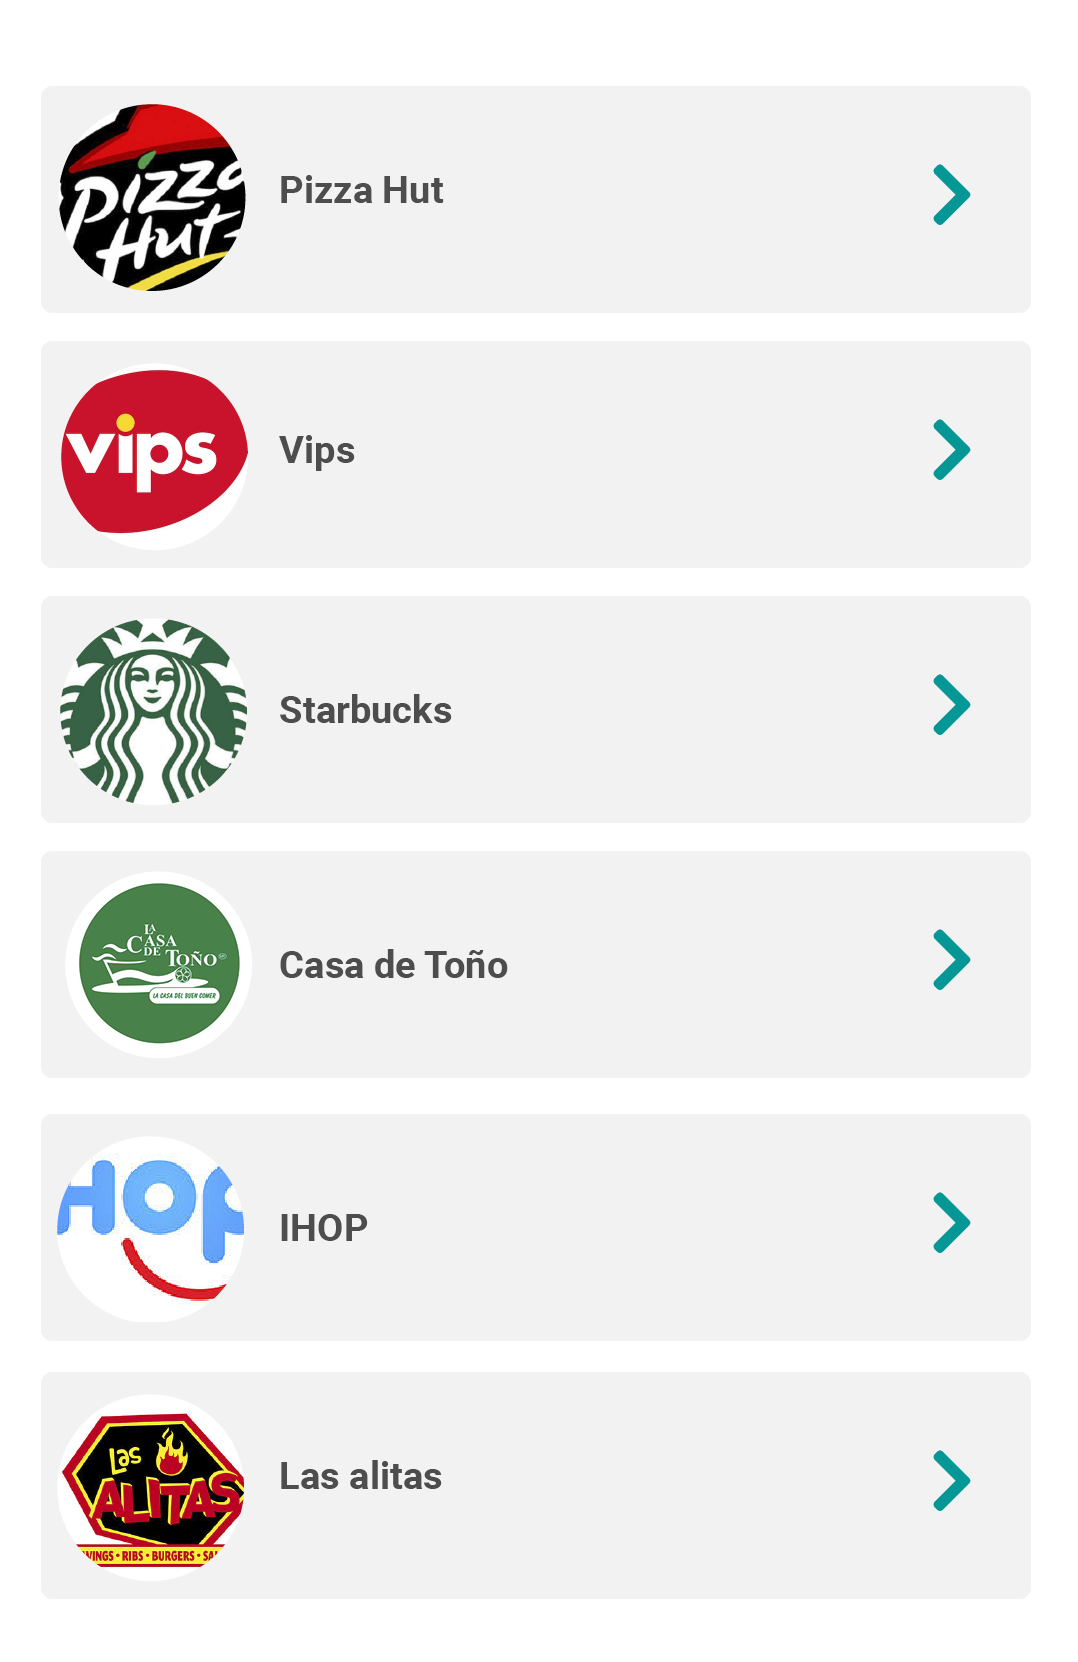 Pizza
Hut
Pizza Hut
vips
Vips
Starbucks
LA
CASA
DE TOÑO
LA CASA DEL BUEN COMER
Casa de Toño
HOP
IHOP
Las
ALITAS
WINGS • RIBS • BURGERS • SA
Las alitas